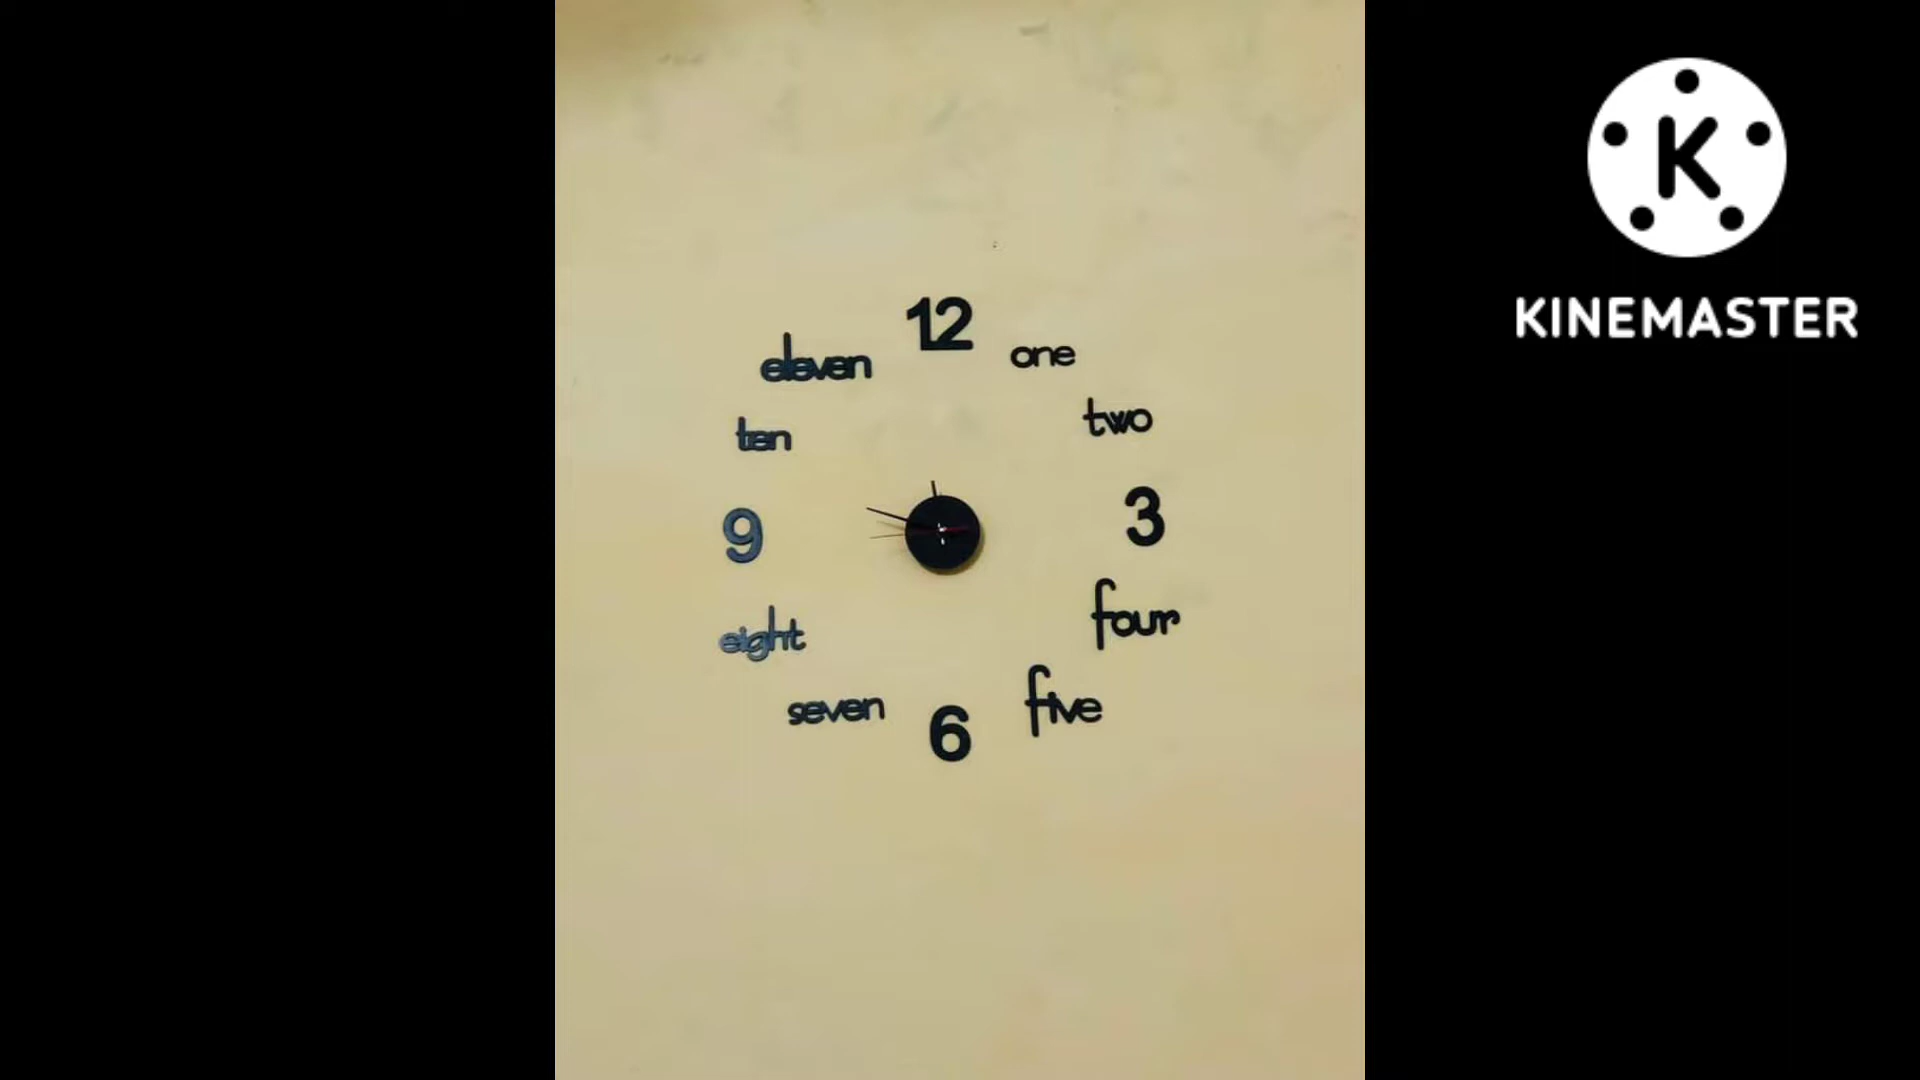 12
eleven
one
ten
two
9
3
eight
four
seven
6
five
K
KINEMASTER